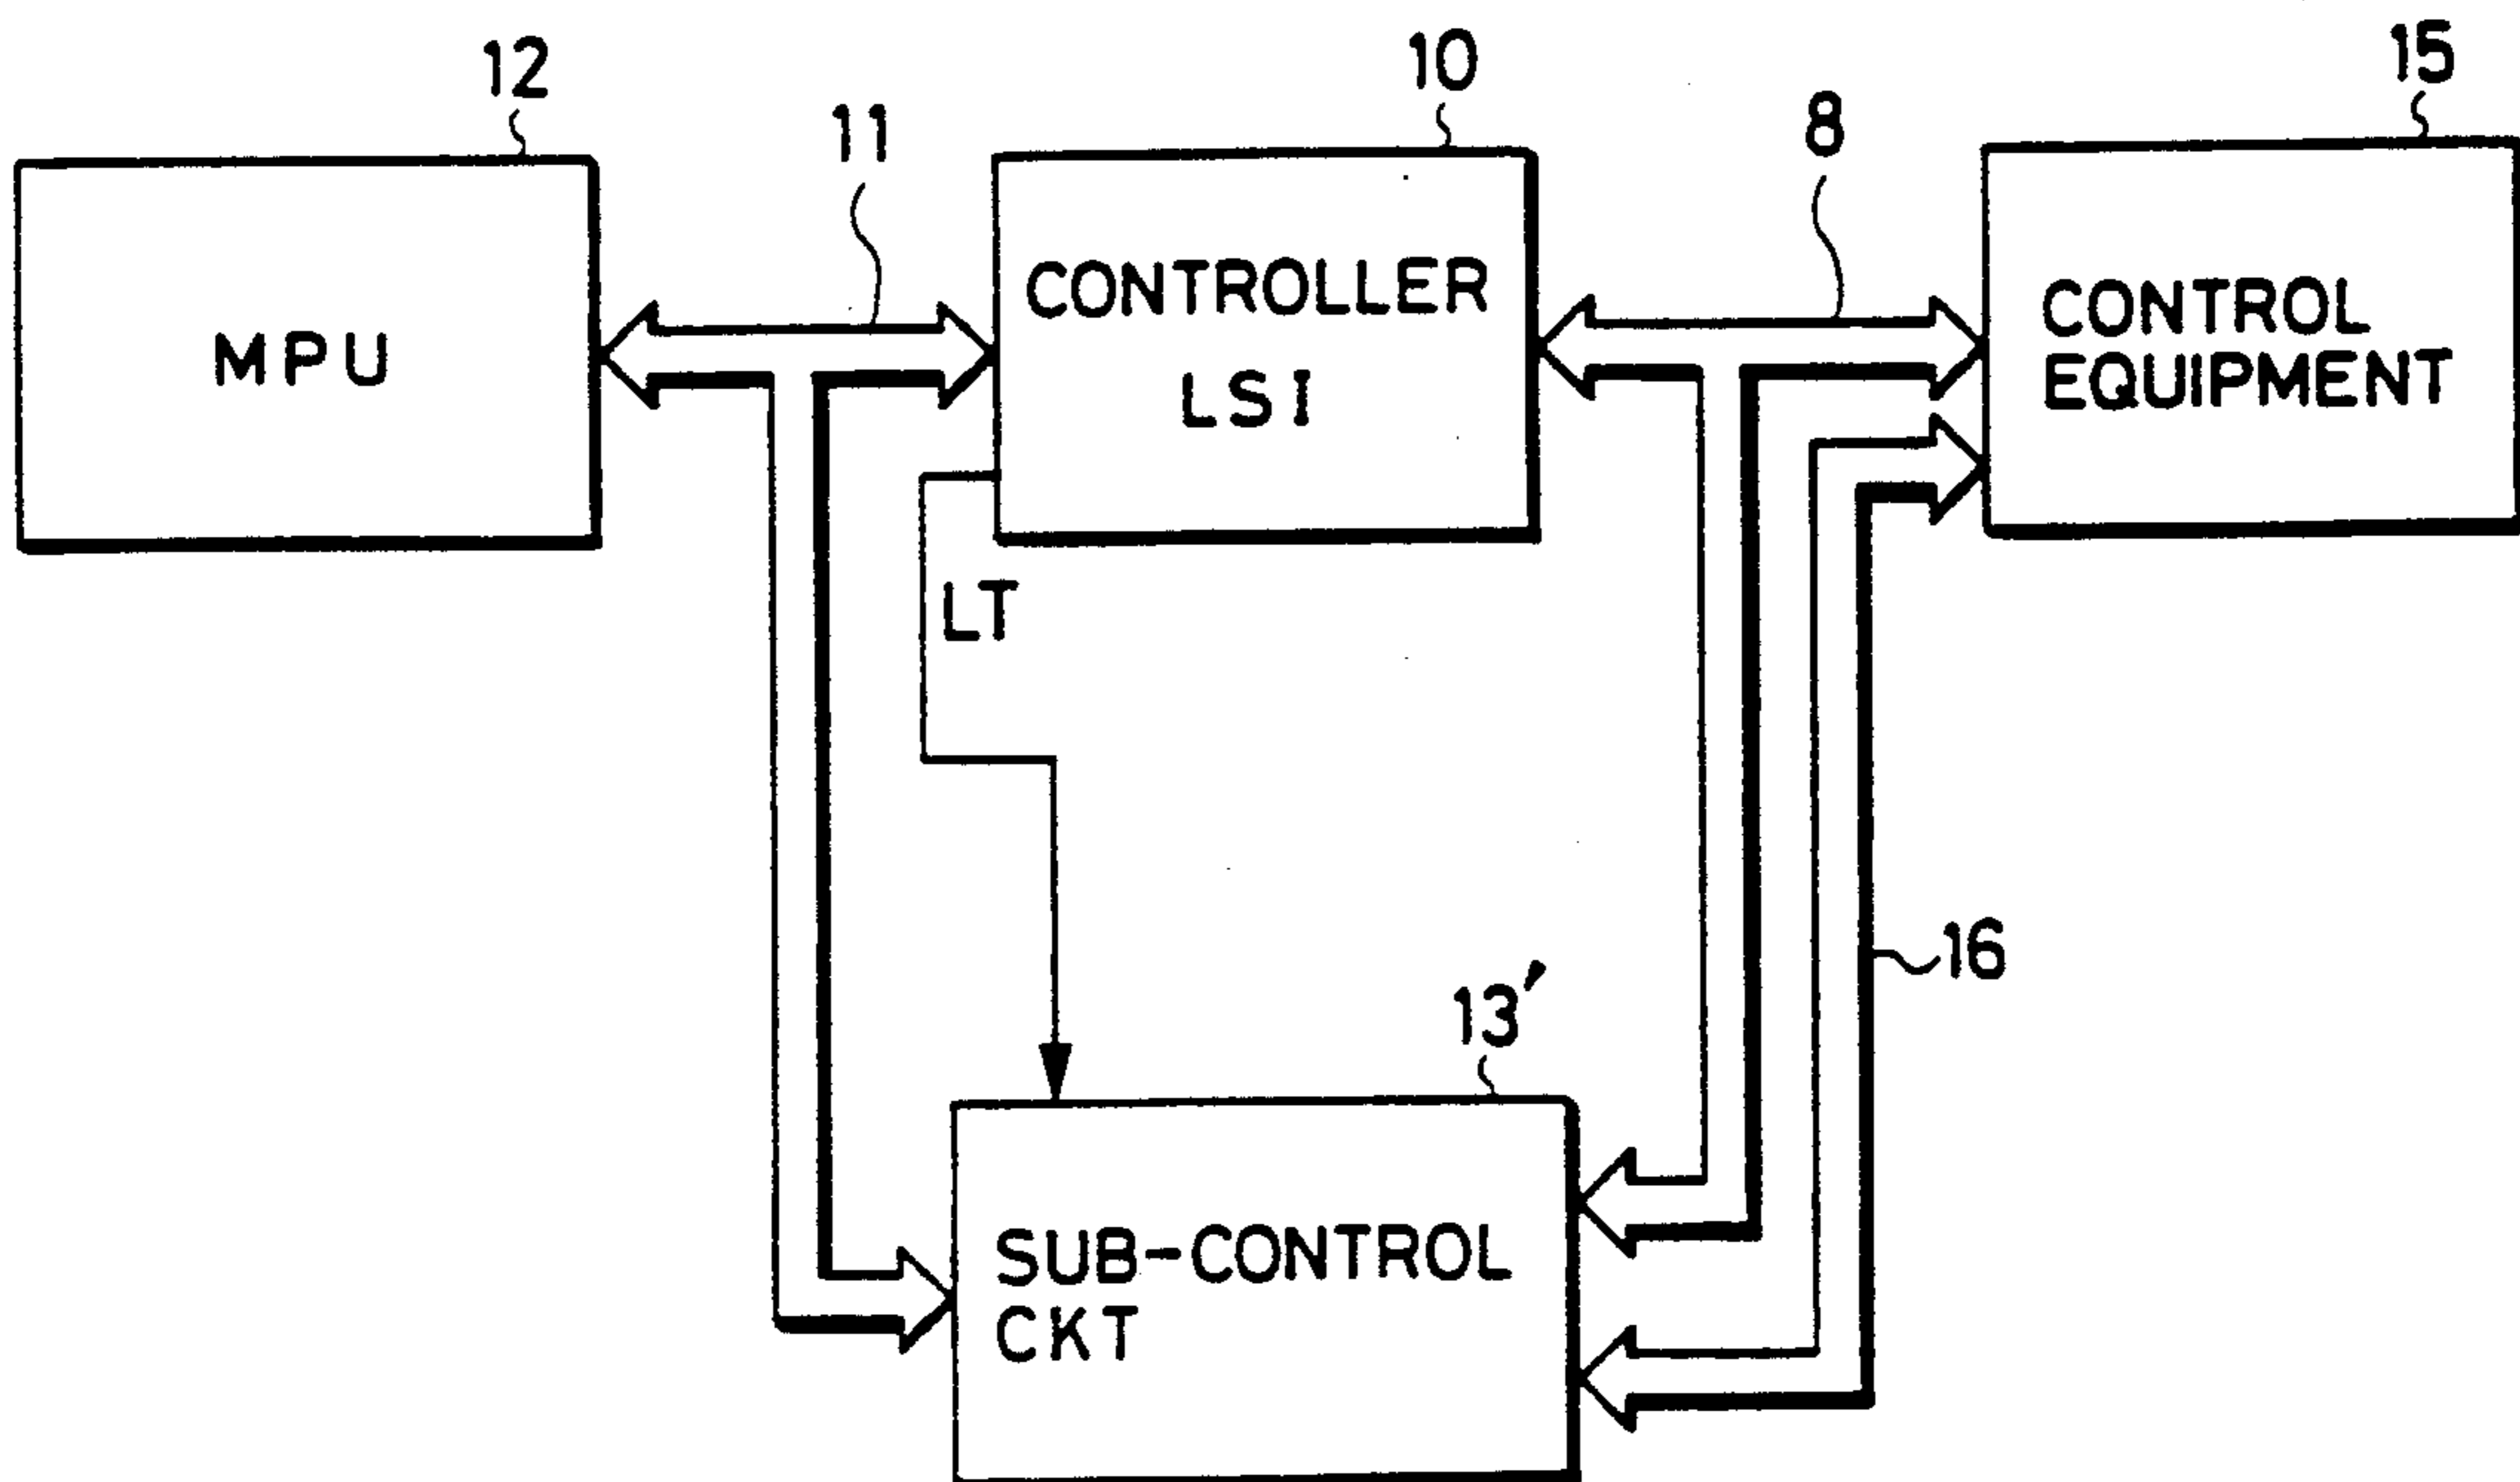 12
11
10
8
15
MPU
CONTROLLER
LSI
CONTROL
EQUIPMENT
LT
16
13'
SUB-CONTROL
CKT